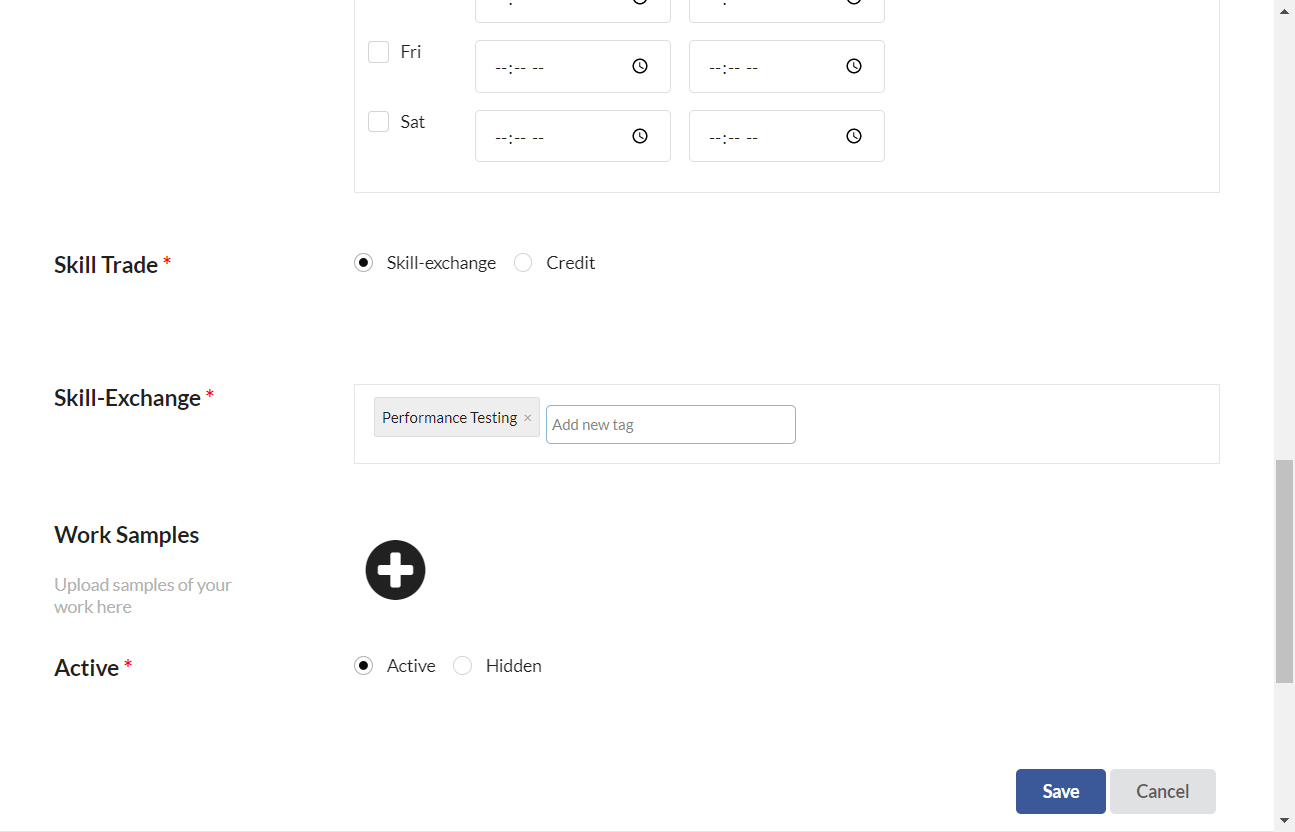 Fri --:-- -- --:-- --
Sat --:-- -- --:-- --
Skill Trade * Skill-exchange Credit
Skill-Exchange * Performance Testing × Add new tag
Work Samples
Upload samples of your
work here
Active * Active Hidden
Save Cancel